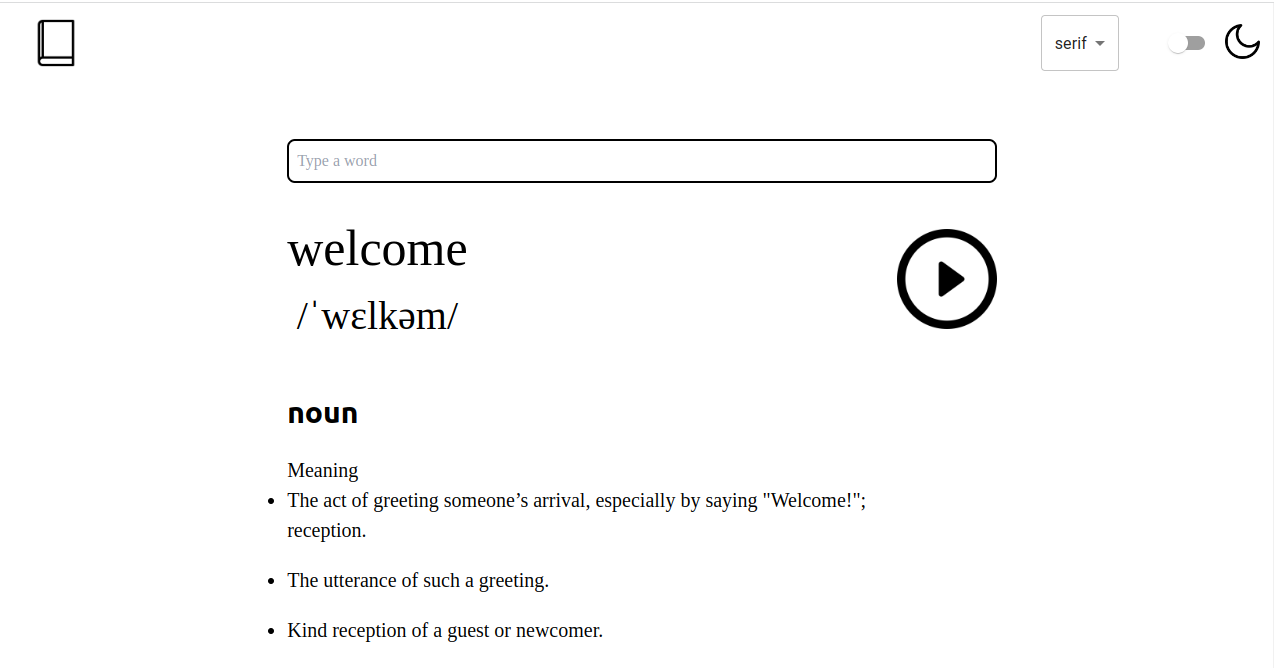 serif
Type a word
welcome
/ˈwɛlkəm/
noun
Meaning
The act of greeting someone’s arrival, especially by saying "Welcome!";
reception.
The utterance of such a greeting.
Kind reception of a guest or newcomer.